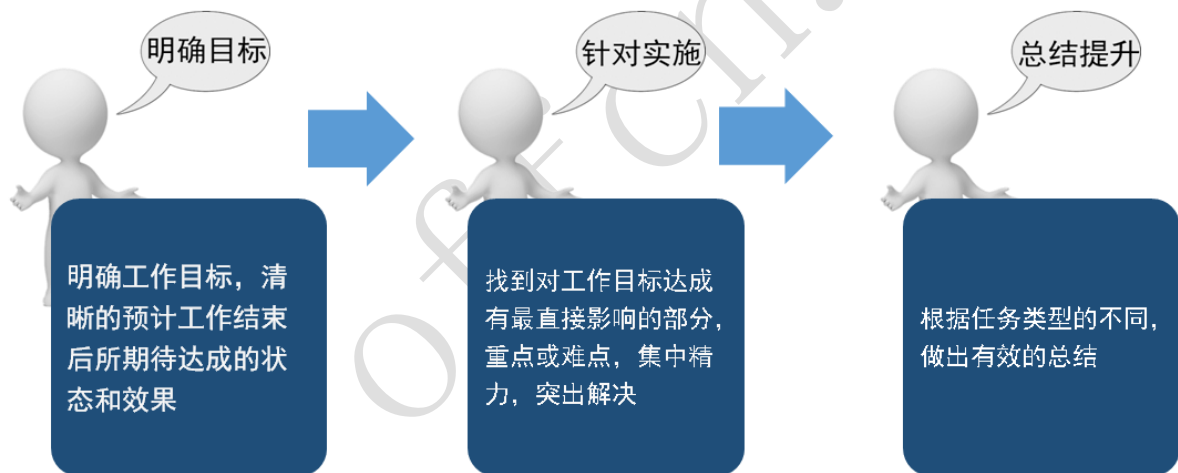 明确目标
针对实施
总结提升
明确工作目标，清
晰的预计工作结束
后所期待达成的状
态和效果
找到对工作目标达成
有最直接影响的部分，
重点或难点，集中精
力，突出解决
根据任务类型的不同，
做出有效的总结